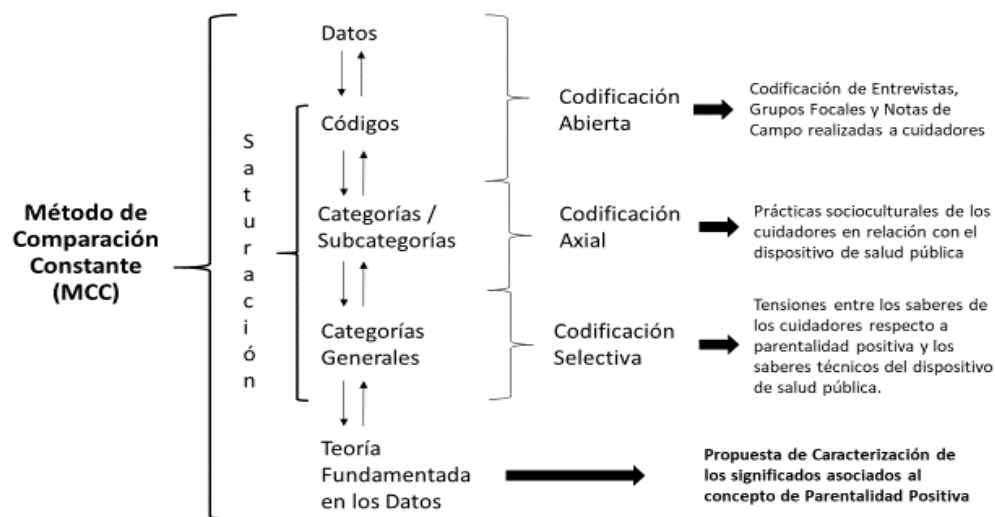 Método de
Comparación
Constante
(MCC)
S
a
t
u
r
a
c
i
ó
n
Datos
Códigos
Categorías /
Subcategorías
Categorías
Generales
Teoría
Fundamentada
en los Datos
Codificación
Abierta
Codificación
Axial
Codificación
Selectiva
Codificación de Entrevistas,
Grupos Focales y Notas de
Campo realizadas a cuidadores
Prácticas socioculturales de los
cuidadores en relación con el
dispositivo de salud pública
Tensiones entre los saberes de
los cuidadores respecto a
parentalidad positiva y los
saberes técnicos del dispositivo
de salud pública.
Propuesta de Caracterización de
los significados asociados al
concepto de Parentalidad Positiva